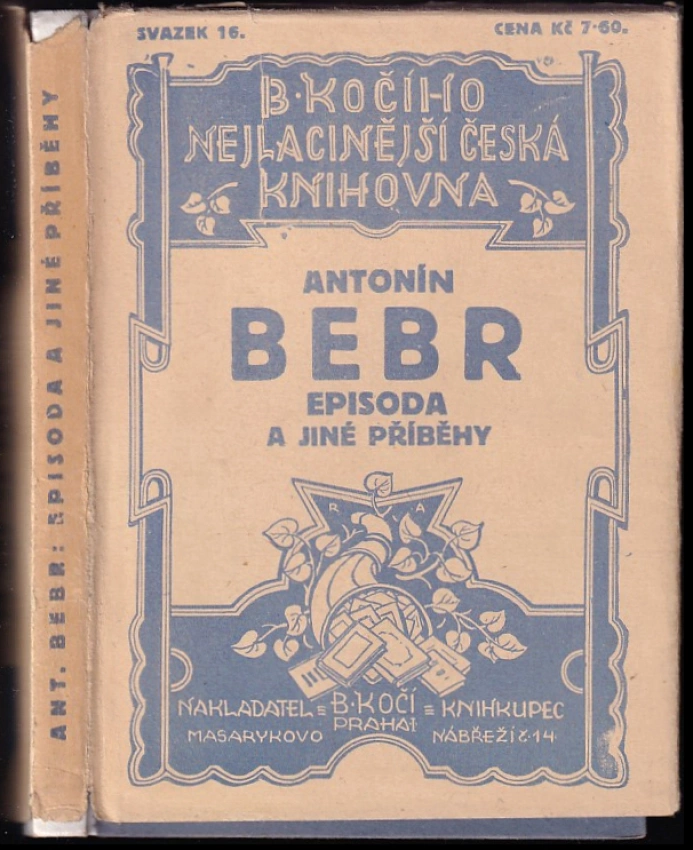 SVAZEK 16.
CENA Kč 7·60.
B·KOČÍHO
NEJLACINĚJŠÍ ČESKÁ
KNIHOVNA
ANTONÍN
BEBR
EPISODA
A JINÉ PŘÍBĚHY
R A
NAKLADATEL = B·KOČÍ = KNIHKUPEC
PRAHA I
MASARYKOVO NÁBŘEŽÍ č·14
ANT. BEBR: EPISODA A JINÉ PŘÍBĚHY